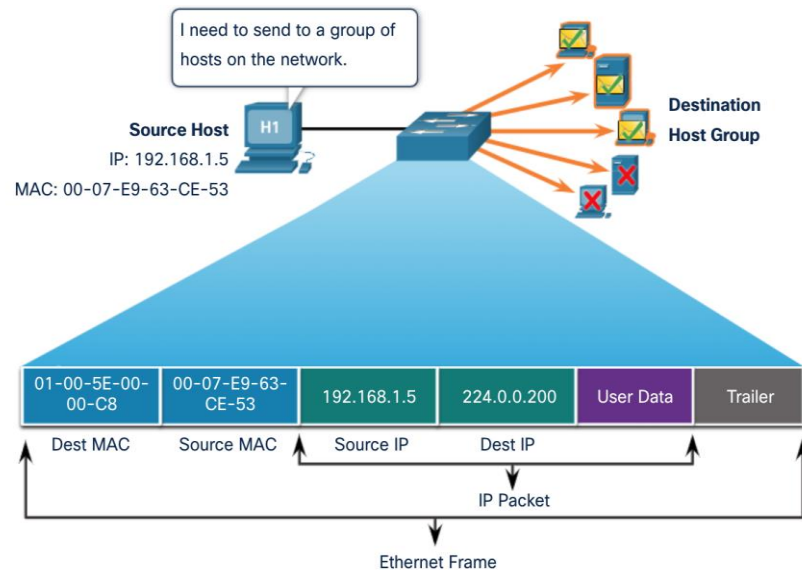 I need to send to a group of
hosts on the network.
H1
Source Host
IP: 192.168.1.5
MAC: 00-07-E9-63-CE-53
Destination
Host Group
01-00-5E-00-
00-C8
00-07-E9-63-
CE-53
192.168.1.5
224.0.0.200
User Data
Trailer
Dest MAC
Source MAC
Source IP
Dest IP
IP Packet
Ethernet Frame